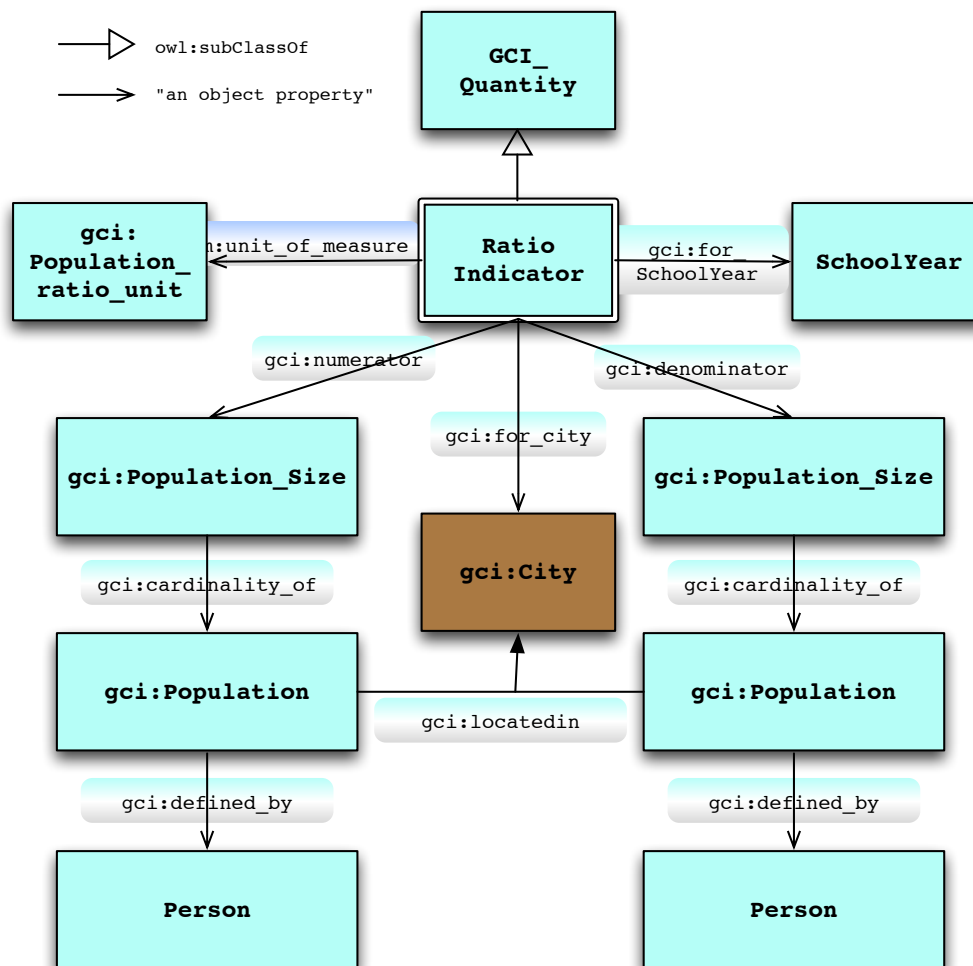 owl:subClassOf
"an object property"
GCI_
Quantity
gci:
Population_
ratio_unit
:unit_of_measure
Ratio
Indicator
gci:for_
SchoolYear
SchoolYear
gci:numerator
gci:denominator
gci:for_city
gci:Population_Size
gci:Population_Size
gci:City
gci:cardinality_of
gci:cardinality_of
gci:Population
gci:Population
gci:locatedin
gci:defined_by
gci:defined_by
Person
Person